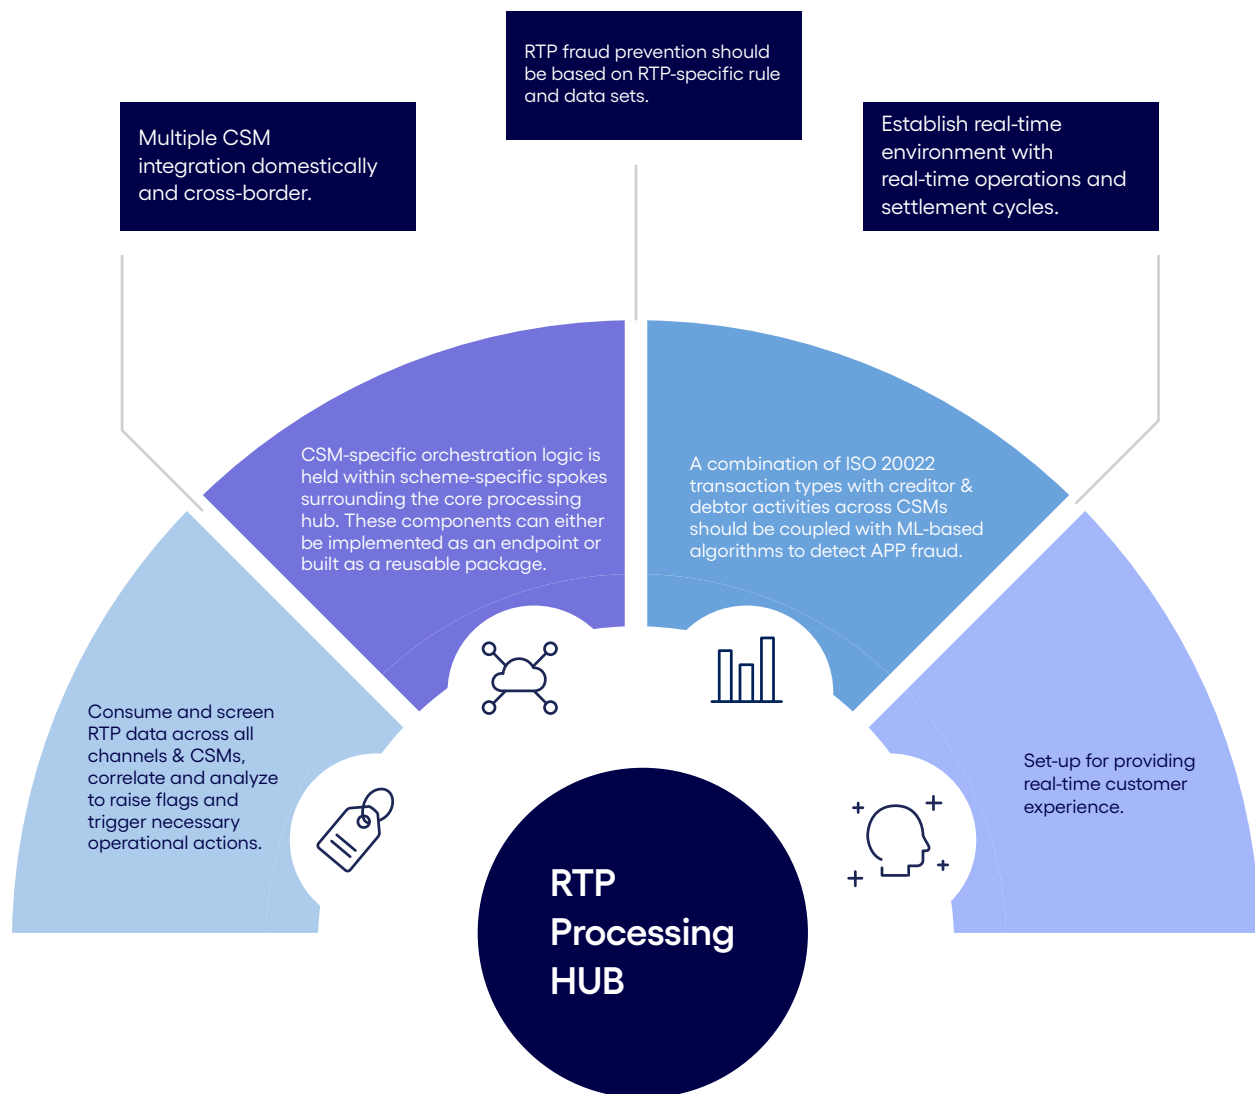 RTP fraud prevention should
be based on RTP-specific rule
and data sets.
Multiple CSM
integration domestically
and cross-border.
Establish real-time
environment with
real-time operations and
settlement cycles.
CSM-specific orchestration logic is
held within scheme-specific spokes
surrounding the core processing
hub. These components can either
be implemented as an endpoint or
built as a reusable package.
A combination of ISO 20022
transaction types with creditor &
debtor activities across CSMs
should be coupled with ML-based
algorithms to detect APP fraud.
Consume and screen
RTP data across all
channels & CSMs,
correlate and analyze
to raise flags and
trigger necessary
operational actions.
Set-up for providing
real-time customer
experience.
RTP
Processing
HUB